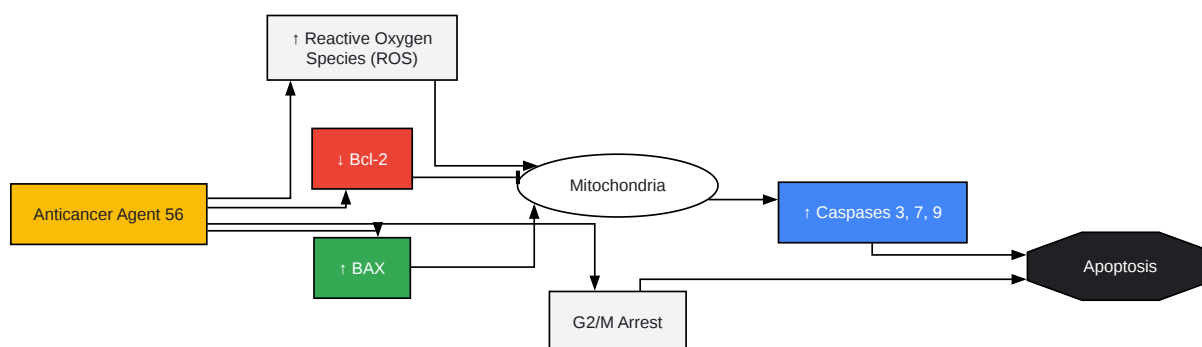 ↑ Reactive Oxygen
Species (ROS)
↓ Bcl-2
Mitochondria
Anticancer Agent 56
↑ Caspases 3, 7, 9
↑ BAX
Apoptosis
G2/M Arrest